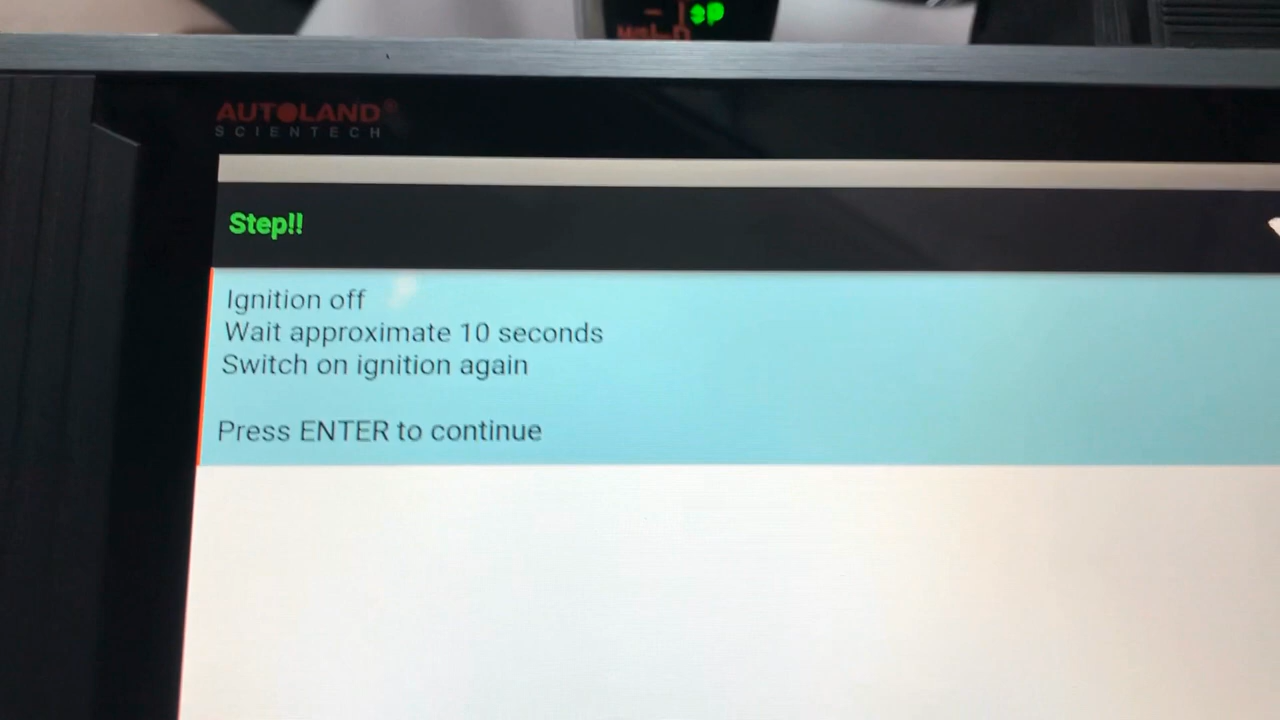 AUTOLAND®
SCIENTECH
Step!!
Ignition off
Wait approximate 10 seconds
Switch on ignition again
Press ENTER to continue